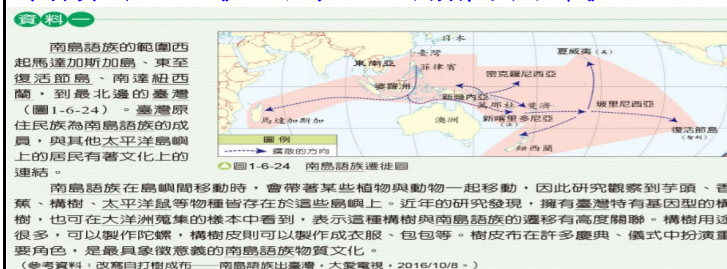 資料一
南島語族的範圍西
起馬達加斯加島、東至
復活節島、南達紐西
蘭，到最北邊的臺灣
（圖1-6-24）。臺灣原
住民族為南島語族的成
員，與其他太平洋島嶼
上的居民有著文化上的
連結。
日本
臺灣
夏威夷（美）
東南亞
菲律賓
密克羅尼西亞
婆羅洲
新幾內亞
萬那杜
斐濟
玻里尼西亞
馬達加斯加
澳洲
新喀里多尼亞
（法）
復活節島
（智利）
紐西蘭
圖例
擴散的方向
圖1-6-24 南島語族遷徙圖
南島語族在島嶼間移動時，會帶著某些植物與動物一起移動，因此研究觀察到芋頭、香
蕉、構樹、太平洋鼠等物種皆存在於這些島嶼上。近年的研究發現，擁有臺灣特有基因型的構
樹，也可在大洋洲蒐集的樣本中看到，表示這種構樹與南島語族的遷移有高度關聯。構樹用途
很多，可以製作陀螺，構樹皮則可以製作成衣服、包包等。樹皮布在許多慶典、儀式中扮演重
要角色，是最具象徵意義的南島語族物質文化。
（參考資料：改寫自打樹成布──南島語族出臺灣，大愛電視，2016/10/8。）